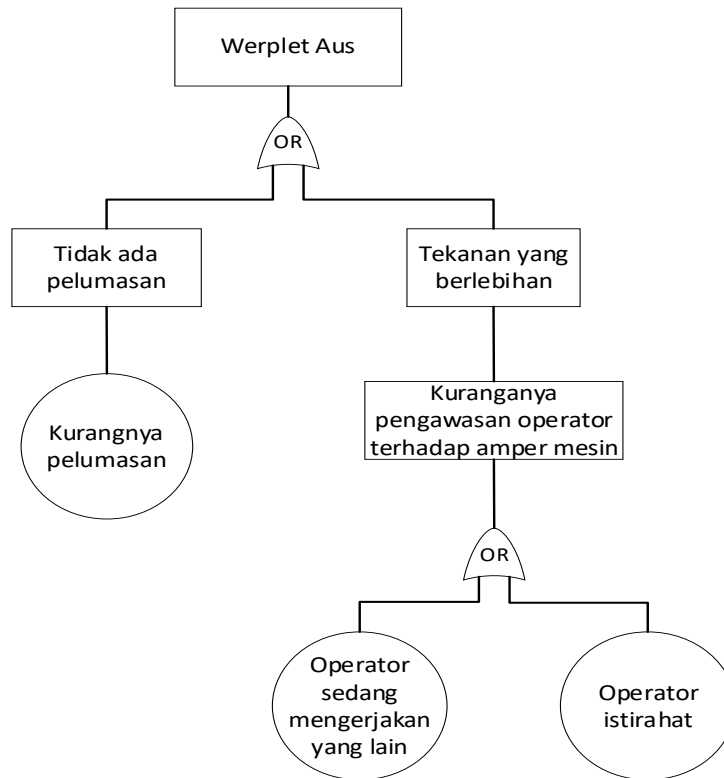 Werplet Aus
OR
Tidak ada
pelumasan
Tekanan yang
berlebihan
Kurangnya
pelumasan
Kuranganya
pengawasan operator
terhadap amper mesin
OR
Operator
sedang
mengerjakan
yang lain
Operator
istirahat